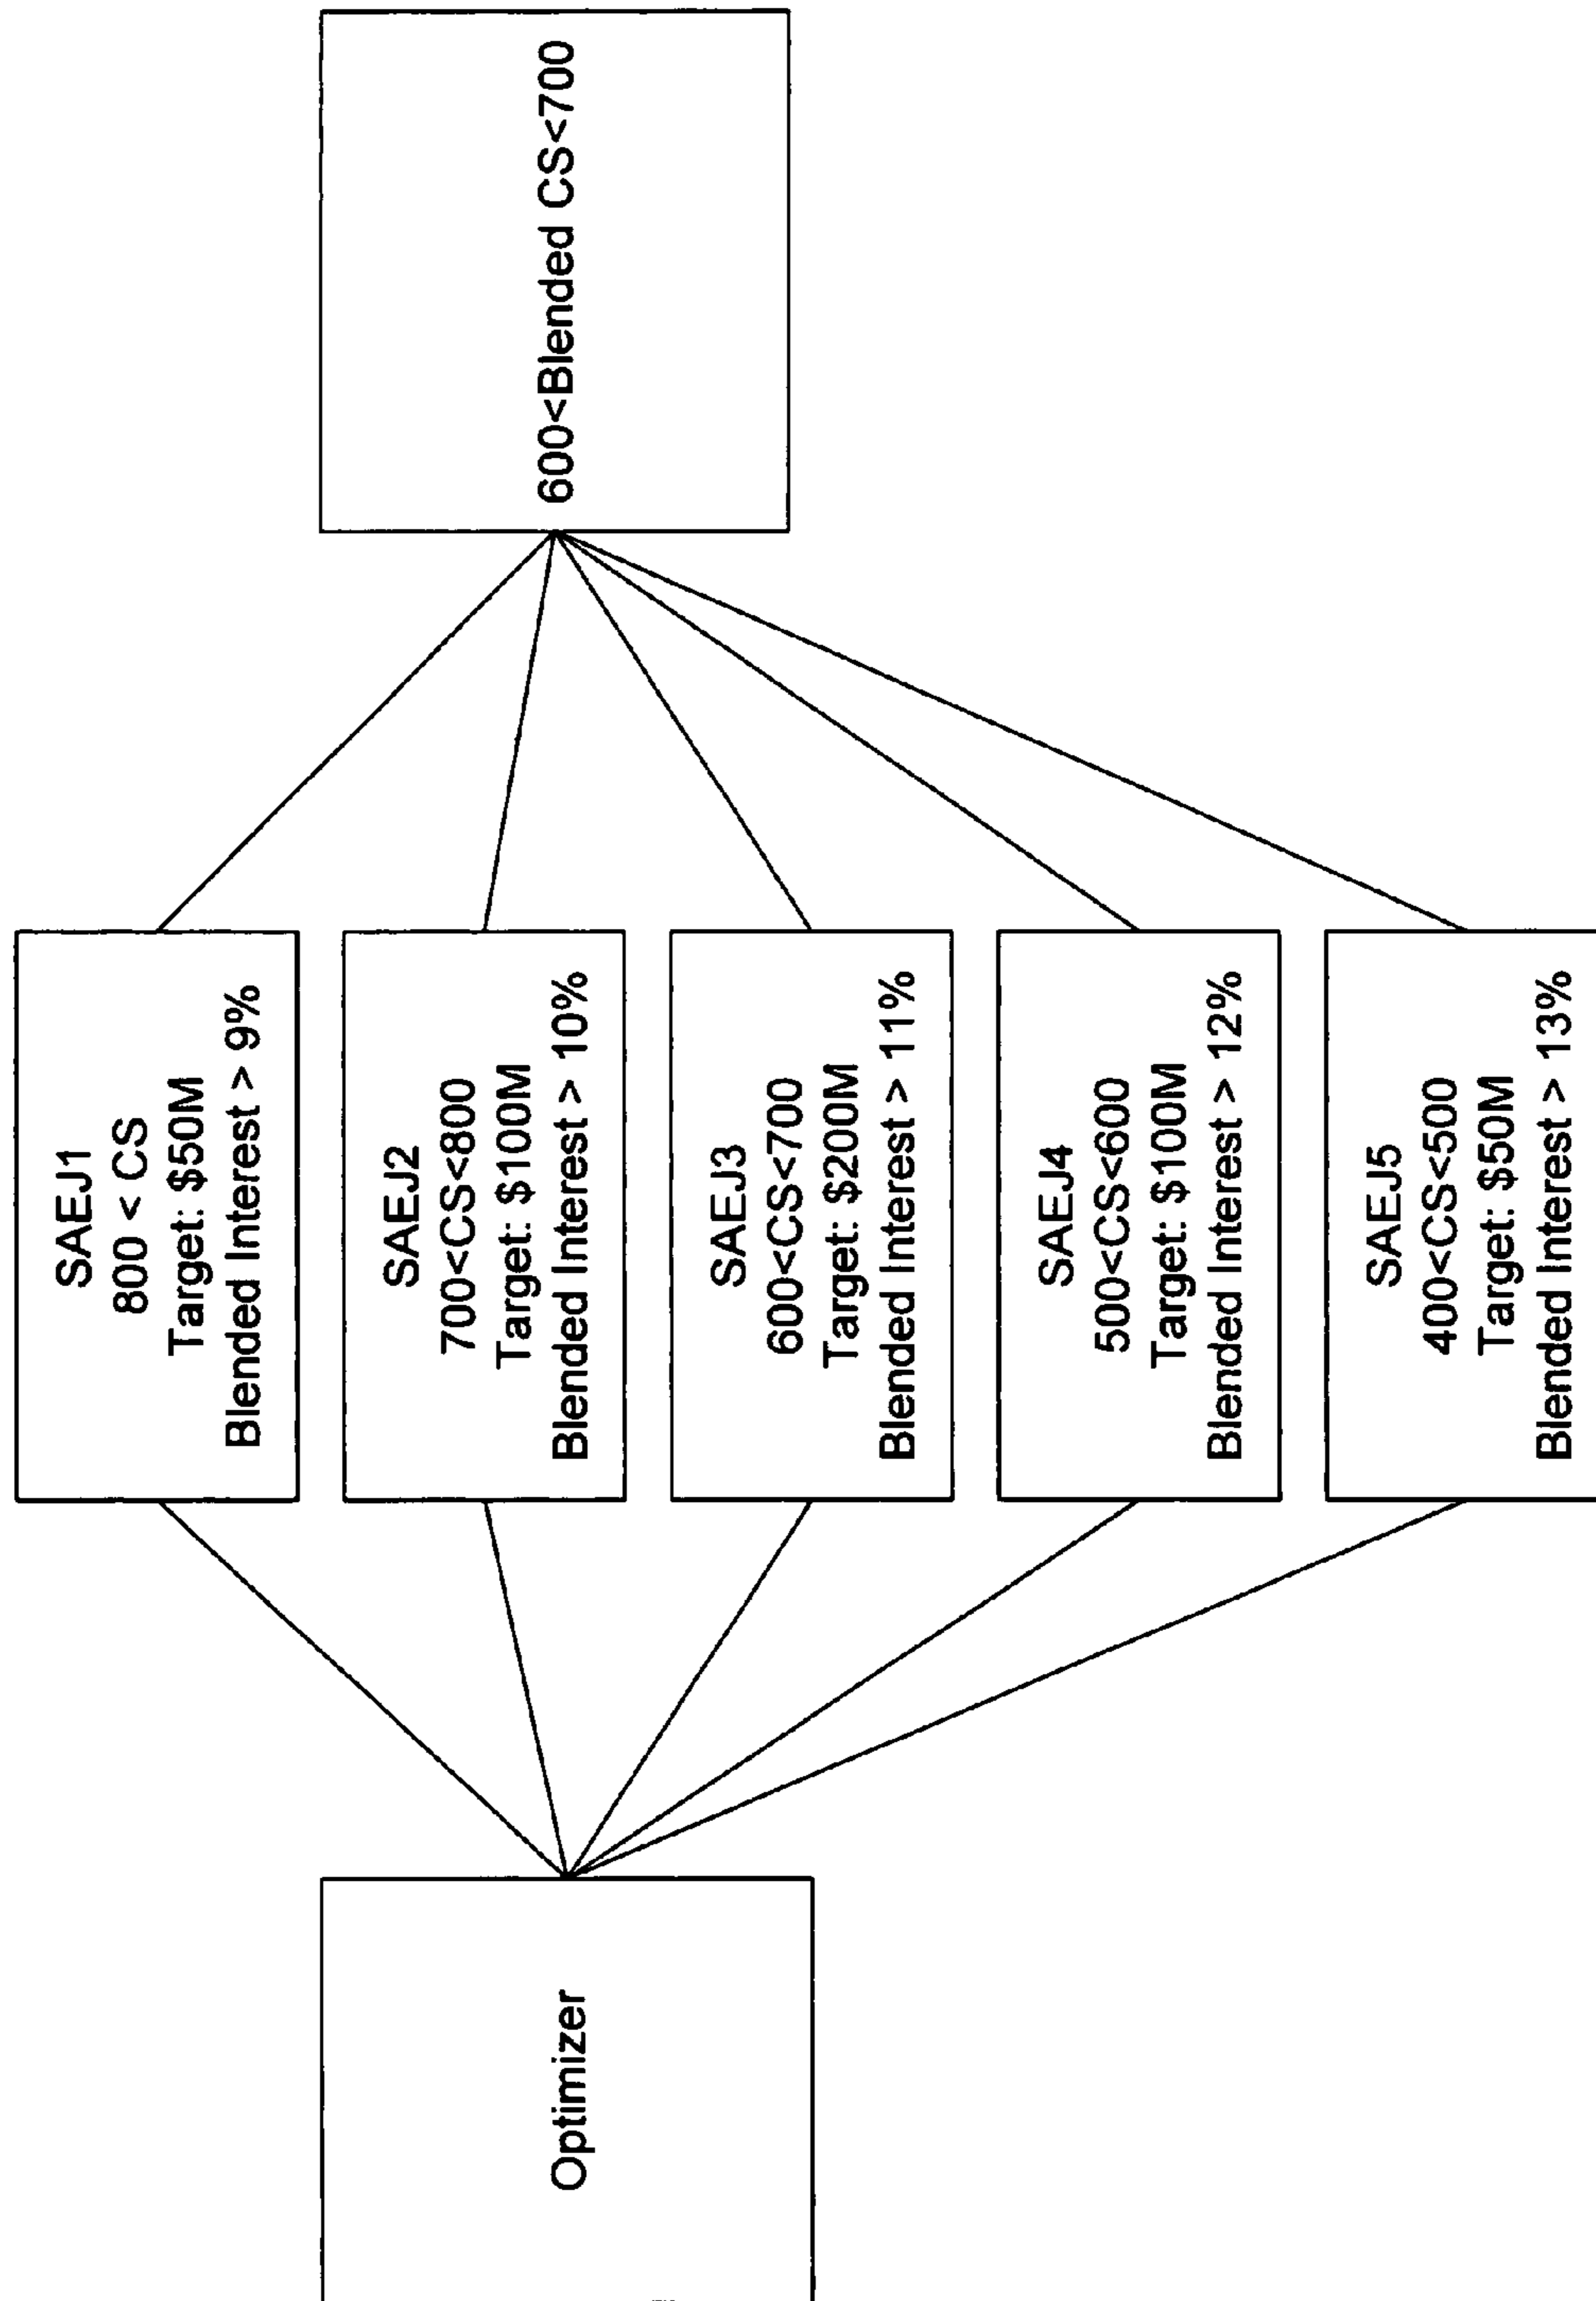 Optimizer
SAEJ1
800 < CS
Target: $50M
Blended Interest > 9%
SAEJ2
700<CS<800
Target: $100M
Blended Interest > 10%
SAEJ3
600<CS<700
Target: $200M
Blended Interest > 11%
SAEJ4
500<CS<600
Target: $100M
Blended Interest > 12%
SAEJ5
400<CS<500
Target: $50M
Blended Interest > 13%
600<Blended CS<700